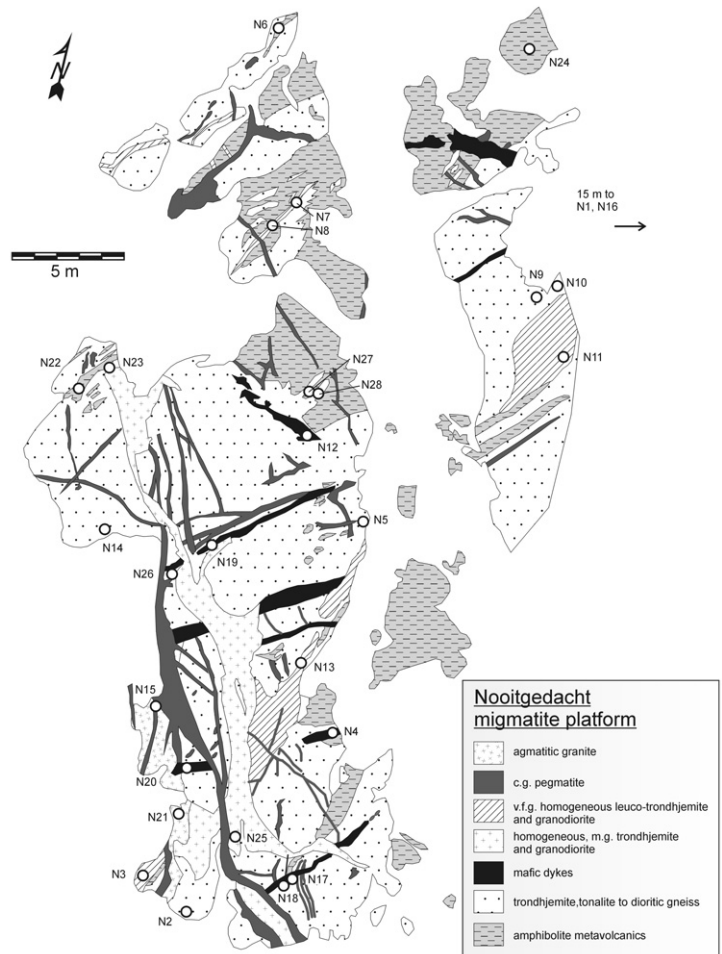 N6
N24
N
N7
N8
15 m to
N1, N16
5 m
N9
N10
N11
N22
N23
N27
N28
N12
N5
N14
N19
N26
N13
N15
N4
N20
N21
N25
N3
N17
N18
N2
Nooitgedacht
migmatite platform
agmatitic granite
c.g. pegmatite
v.f.g. homogeneous leuco-trondhjemite
and granodiorite
homogeneous, m.g. trondhjemite
and granodiorite
mafic dykes
trondhjemite,tonalite to dioritic gneiss
amphibolite metavolcanics